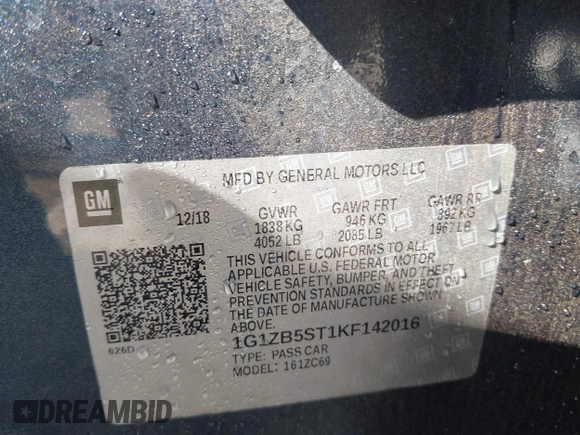 MFD BY GENERAL MOTORS LLC
GM
12/18 GVWR GAWR FRT GAWR RR
1838 KG 946 KG 892 KG
4052 LB 2085 LB 1967 LB
THIS VEHICLE CONFORMS TO ALL
APPLICABLE U.S. FEDERAL MOTOR
VEHICLE SAFETY, BUMPER, AND THEFT
PREVENTION STANDARDS IN EFFECT ON
THE DATE OF MANUFACTURE SHOWN
ABOVE.
1G1ZB5ST1KF142016
626D
TYPE: PASS CAR
MODEL: 161ZC69
DREAMBID